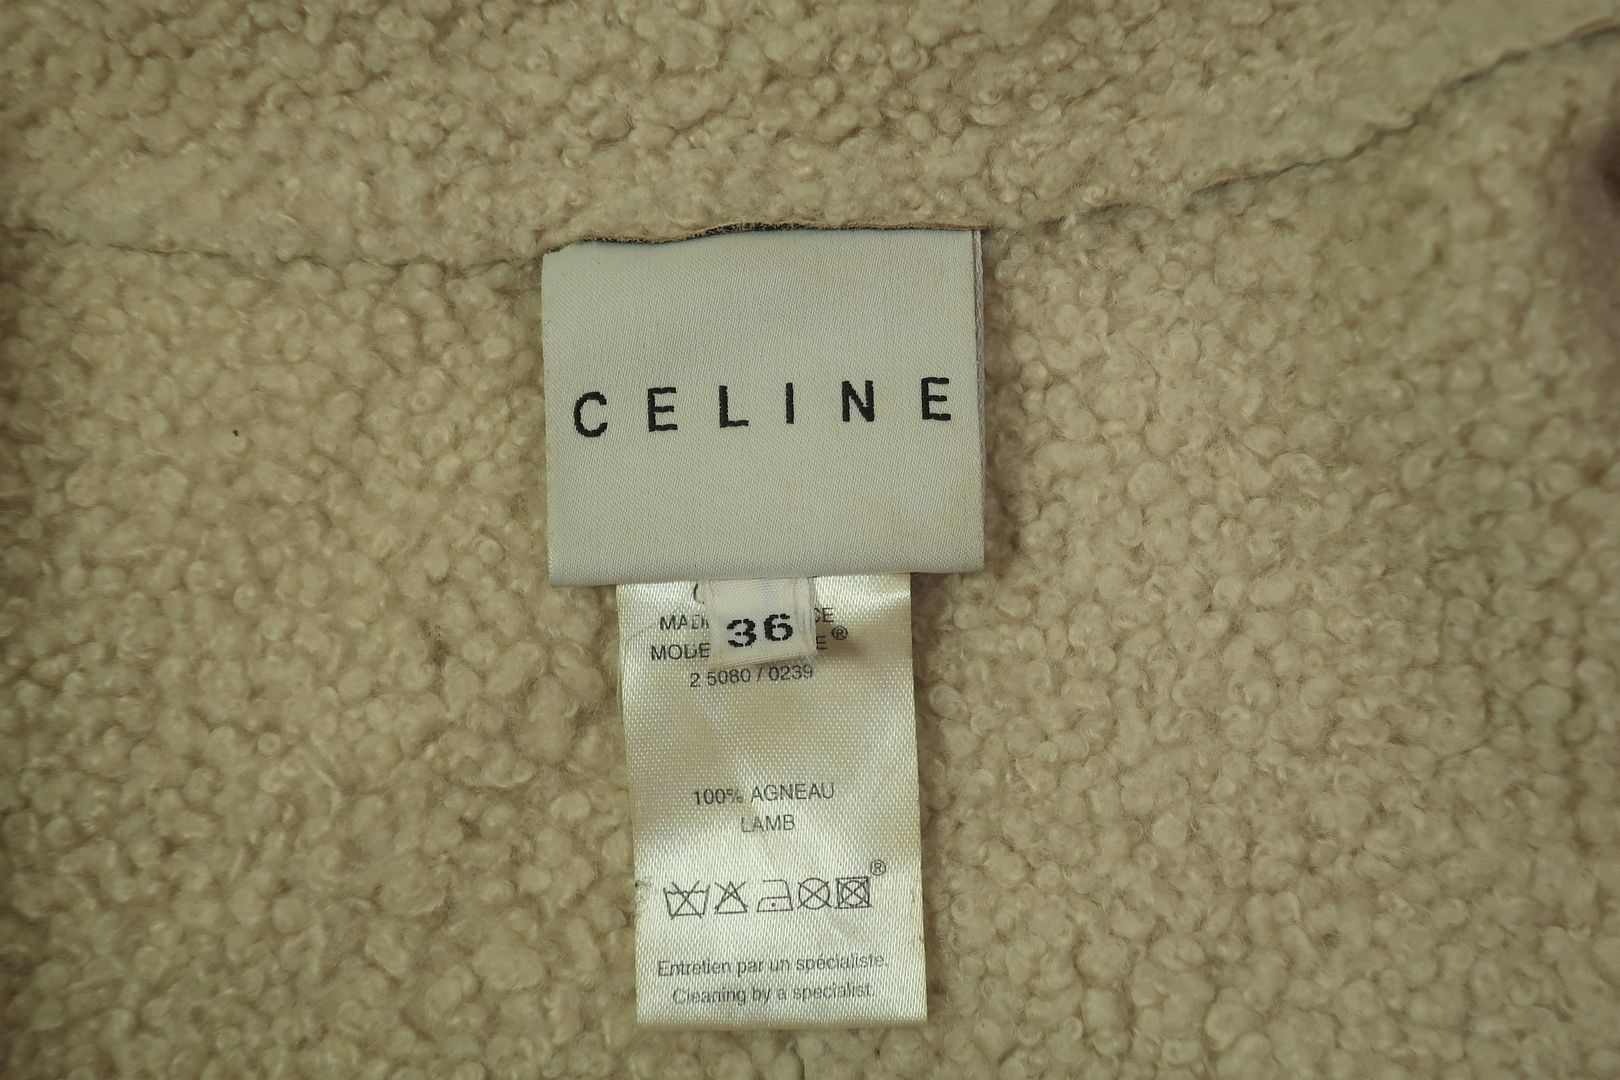 CELINE
36
2 5080 / 0239
100% AGNEAU
LAMB
®
Entretien par un spécialiste.
Cleaning by a specialist.